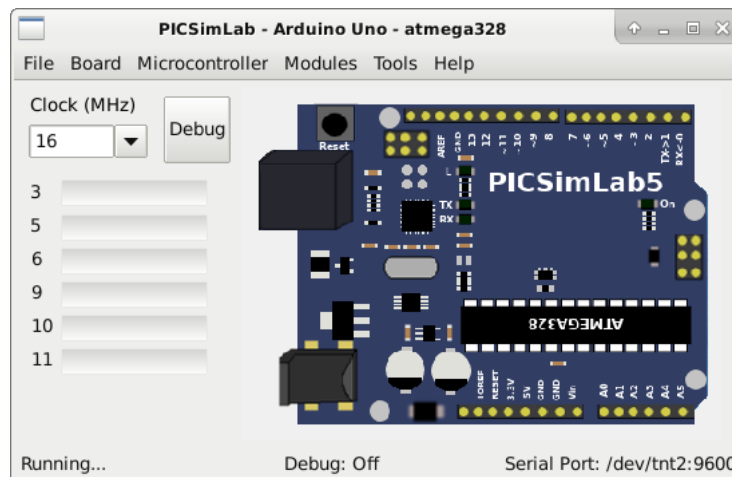 PICSimLab - Arduino Uno - atmega328
File Board Microcontroller Modules Tools Help
Clock (MHz)
16
Debug
3
5
6
9
10
11
Reset
AREF
GND
13
12
~11
~10
~9
8
7
~6
~5
4
~3
2
TX->1
RX<-0
L
PICSimLab5
TX
RX
On
ATMEGA328
IOREF
RESET
3.3V
5V
GND
GND
Vin
A0
A1
A2
A3
A4
A5
Running...
Debug: Off
Serial Port: /dev/tnt2:9600